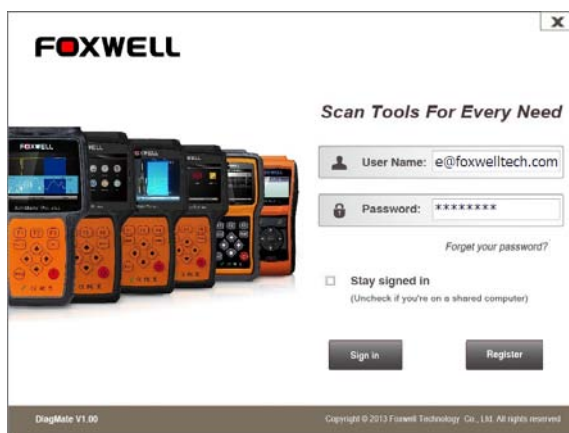 X
FOXWELL
Scan Tools For Every Need
User Name: e@foxwelltech.com
Password: ********
Forget your password?
Stay signed in
(Uncheck if you're on a shared computer)
Sign in
Register
DiagMate V1.00
Copyright © 2013 Foxwell Technology Co., Ltd. All rights reserved